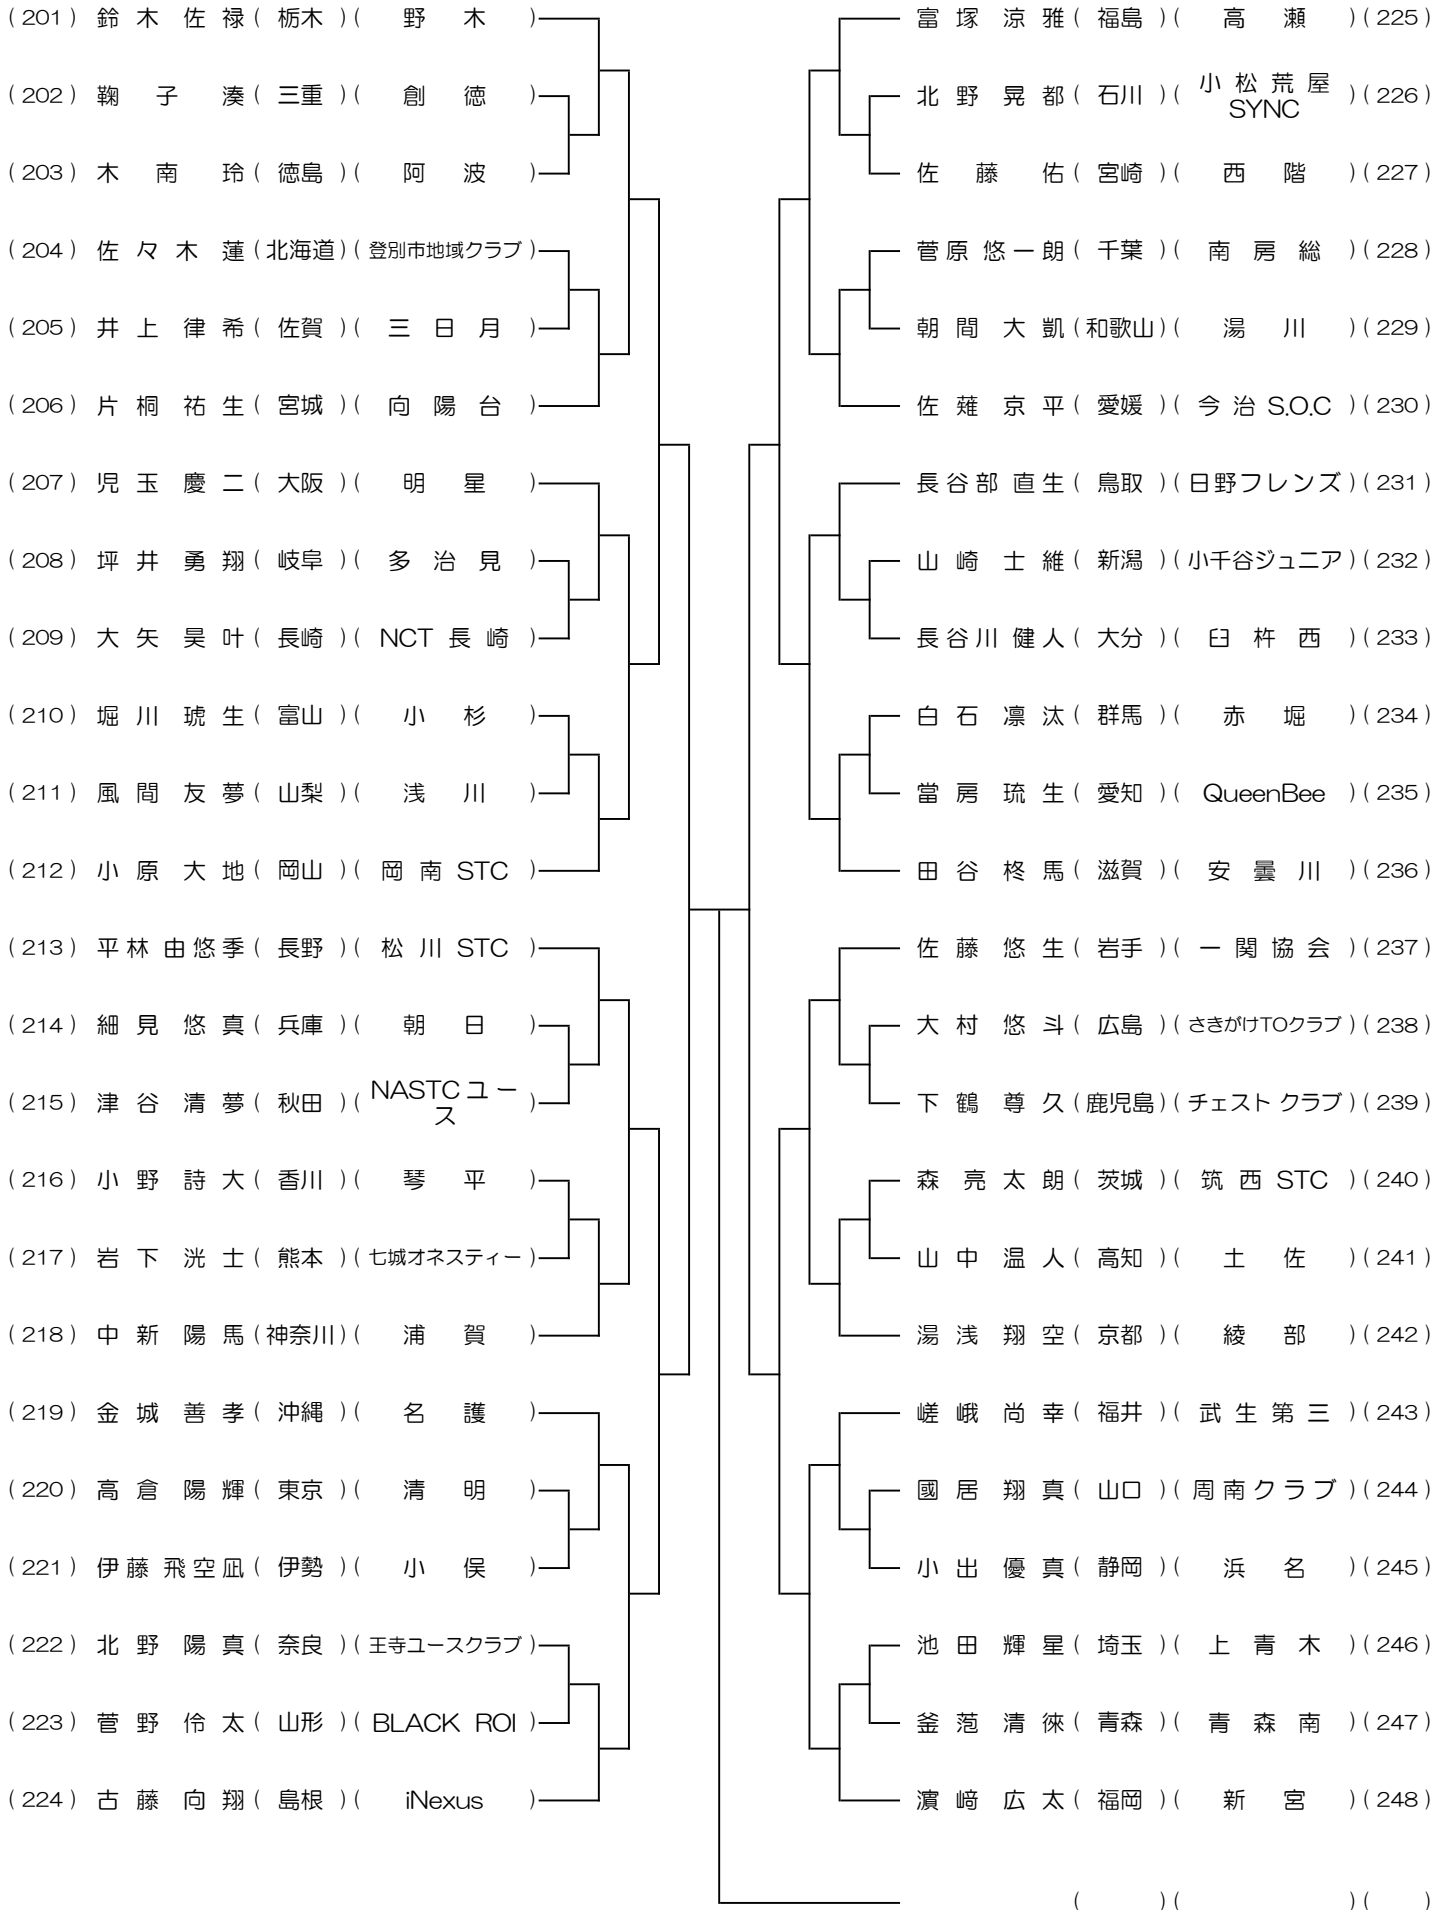 (201) 鈴木佐禄 (栃木) (野木)
(202) 鞠子湊 (三重) (創徳)
(203) 木南玲 (徳島) (阿波)
(204) 佐々木蓮 (北海道) (登別市地域クラブ)
(205) 井上律希 (佐賀) (三日月)
(206) 片桐祐生 (宮城) (向陽台)
(207) 児玉慶二 (大阪) (明星)
(208) 坪井勇翔 (岐阜) (多治見)
(209) 大矢昊叶 (長崎) (NCT長崎)
(210) 堀川琥生 (富山) (小杉)
(211) 風間友夢 (山梨) (浅川)
(212) 小原大地 (岡山) (岡南STC)
(213) 平林由悠季 (長野) (松川STC)
(214) 細見悠真 (兵庫) (朝日)
(215) 津谷清夢 (秋田) (NASTCユー
ス)
(216) 小野詩大 (香川) (琴平)
(217) 岩下洸士 (熊本) (七城オネスティー)
(218) 中新陽馬 (神奈川) (浦賀)
(219) 金城善孝 (沖縄) (名護)
(220) 高倉陽輝 (東京) (清明)
(221) 伊藤飛空凪 (伊勢) (小俣)
(222) 北野陽真 (奈良) (王寺ユースクラブ)
(223) 菅野伶太 (山形) (BLACK ROI)
(224) 古藤向翔 (島根) (iNexus)
富塚涼雅 (福島) (高瀬) (225)
北野晃都 (石川) (小松荒屋
SYNC) (226)
佐藤佑 (宮崎) (西階) (227)
菅原悠一朗 (千葉) (南房総) (228)
朝間大凱 (和歌山) (湯川) (229)
佐薙京平 (愛媛) (今治S.O.C) (230)
長谷部直生 (鳥取) (日野フレンズ) (231)
山崎士維 (新潟) (小千谷ジュニア) (232)
長谷川健人 (大分) (臼杵西) (233)
白石凛汰 (群馬) (赤堀) (234)
當房琉生 (愛知) (QueenBee) (235)
田谷柊馬 (滋賀) (安曇川) (236)
佐藤悠生 (岩手) (一関協会) (237)
大村悠斗 (広島) (さきがけTOクラブ) (238)
下鶴尊久 (鹿児島) (チェストクラブ) (239)
森亮太朗 (茨城) (筑西STC) (240)
山中温人 (高知) (土佐) (241)
湯浅翔空 (京都) (綾部) (242)
嵯峨尚幸 (福井) (武生第三) (243)
國居翔真 (山口) (周南クラブ) (244)
小出優真 (静岡) (浜名) (245)
池田輝星 (埼玉) (上青木) (246)
釜萢清徠 (青森) (青森南) (247)
濵﨑広太 (福岡) (新宮) (248)
( ) ( ) ( )